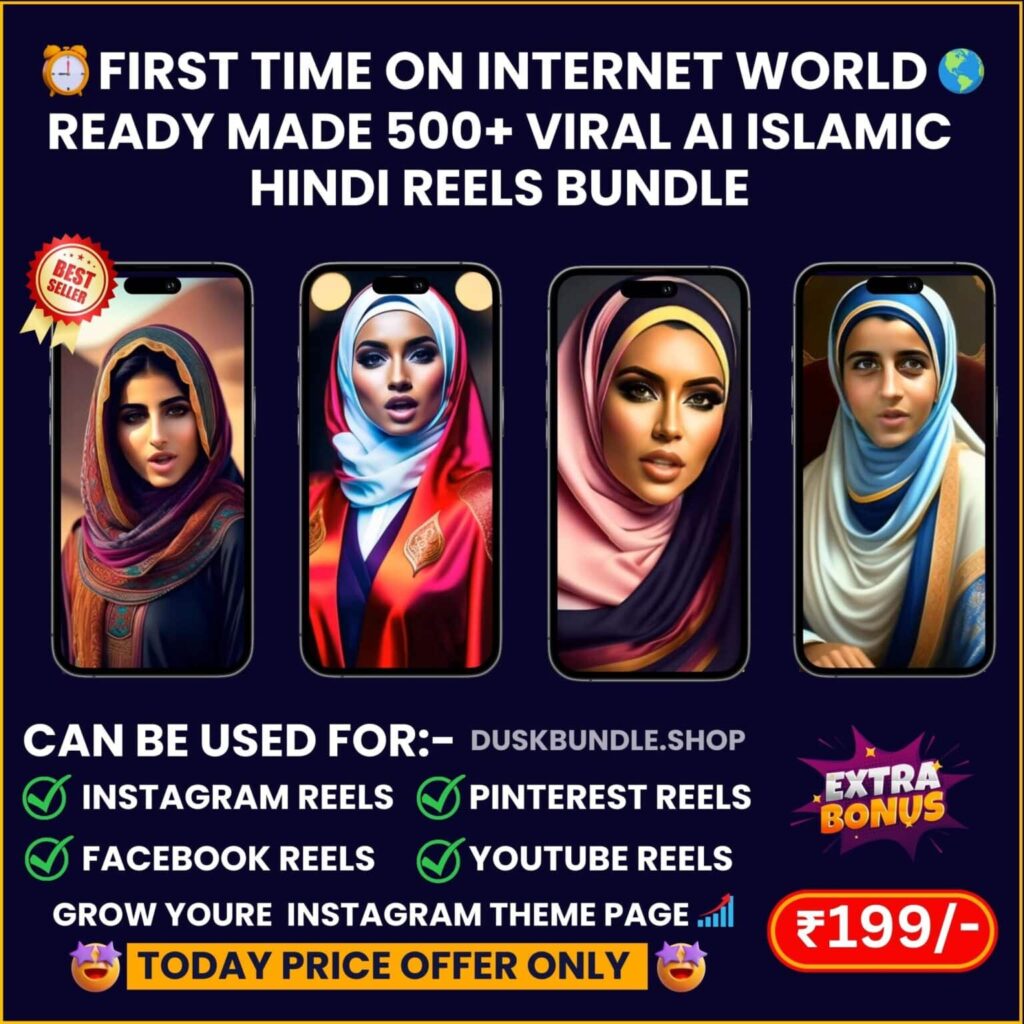 ⏰FIRST TIME ON INTERNET WORLD🌎
READY MADE 500+ VIRAL AI ISLAMIC
HINDI REELS BUNDLE
BEST
SELLER
CAN BE USED FOR:- DUSKBUNDLE.SHOP
INSTAGRAM REELS
PINTEREST REELS
FACEBOOK REELS
YOUTUBE REELS
EXTRA
BONUS
GROW YOURE INSTAGRAM THEME PAGE
₹199/-
TODAY PRICE OFFER ONLY